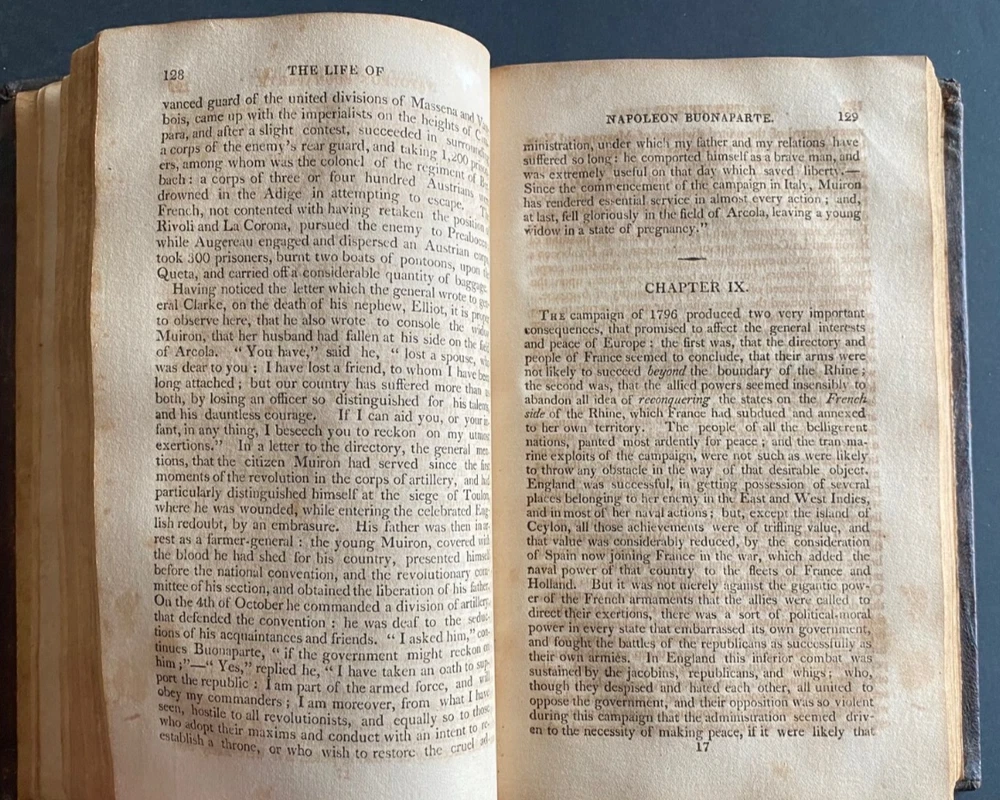 128 THE LIFE OF
vanced guard of the united divisions of Massena and
bois, came up with the imperialists on the heights of
para, and after a slight contest, succeeded in
a corps of the enemy's rear guard, and taking 1,200
ers, among whom was the colonel of the regiment of
bach: a corps of three or four hundred Austrians
drowned in the Adige in attempting to escape.
French, not contented with having retaken the position
Rivoli and La Corona, pursued the enemy to
while Augereau engaged and dispersed an Austrian
took 300 prisoners, burnt two boats of pontoons, upon
Queta, and carried off a considerable quantity of baggage.
Having noticed the letter which the general wrote to
eral Clarke, on the death of his nephew, Elliot, it is
to observe here, that he also wrote to console the
Muiron, that her husband had fallen at his side on the
of Arcola. "You have," said he, "lost a spouse,
was dear to you: I have lost a friend, to whom I have been
long attached; but our country has suffered more than
both, by losing an officer so distinguished for his
and his dauntless courage. If I can aid you, or your
fant, in any thing, I beseech you to reckon on my utmost
exertions." In a letter to the directory, the general men-
tions, that the citizen Muiron had served since the first
moments of the revolution in the corps of artillery, and had
particularly distinguished himself at the siege of Toulon,
where he was wounded, while entering the celebrated Eng-
lish redoubt, by an embrasure. His father was then in ar-
rest as a farmer-general: the young Muiron, covered with
the blood he had shed for his country, presented himself
before the national convention, and the revolutionary com-
mittee of his section, and obtained the liberation of his father.
On the 4th of October he commanded a division of artillery,
that defended the convention: he was deaf to the seduc-
tions of his acquaintances and friends. "I asked him," con-
tinues Buonaparte, "if the government might reckon on
him;"—"Yes," replied he, "I have taken an oath to sup-
port the republic: I am part of the armed force, and will
obey my commanders; I am moreover, from what I have
seen, hostile to all revolutionists, and equally so to those
who adopt their maxims and conduct with an intent to re-
establish a throne, or who wish to restore the cruel ad-
NAPOLEON BUONAPARTE. 129
ministration, under which my father and my relations have
suffered so long: he comported himself as a brave man, and
was extremely useful on that day which saved liberty.—
Since the commencement of the campaign in Italy, Muiron
has rendered essential service in almost every action; and,
at last, fell gloriously in the field of Arcola, leaving a young
widow in a state of pregnancy."
CHAPTER IX.
THE campaign of 1796 produced two very important
consequences, that promised to affect the general interests
and peace of Europe: the first was, that the directory and
people of France seemed to conclude, that their arms were
not likely to succeed beyond the boundary of the Rhine;
the second was, that the allied powers seemed insensibly to
abandon all idea of reconquering the states on the French
side of the Rhine, which France had subdued and annexed
to her own territory. The people of all the belligerent
nations, panted most ardently for peace; and the tran ma-
rine exploits of the campaign, were not such as were likely
to throw any obstacle in the way of that desirable object.
England was successful, in getting possession of several
places belonging to her enemy in the East and West Indies,
and in most of her naval actions; but, except the island of
Ceylon, all those achievements were of trifling value, and
that value was considerably reduced, by the consideration
of Spain now joining France in the war, which added the
naval power of that country to the fleets of France and
Holland. But it was not merely against the gigantic pow-
er of the French armaments that the allies were called to
direct their exertions, there was a sort of political-moral
power in every state that embarrassed its own government,
and fought the battles of the republicans as successfully as
their own armies. In England this inferior combat was
sustained by the jacobins, republicans, and whigs; who,
though they despised and hated each other, all united to
oppose the government, and their opposition was so violent
during this campaign that the administration seemed driv-
en to the necessity of making peace, if it were likely that
17